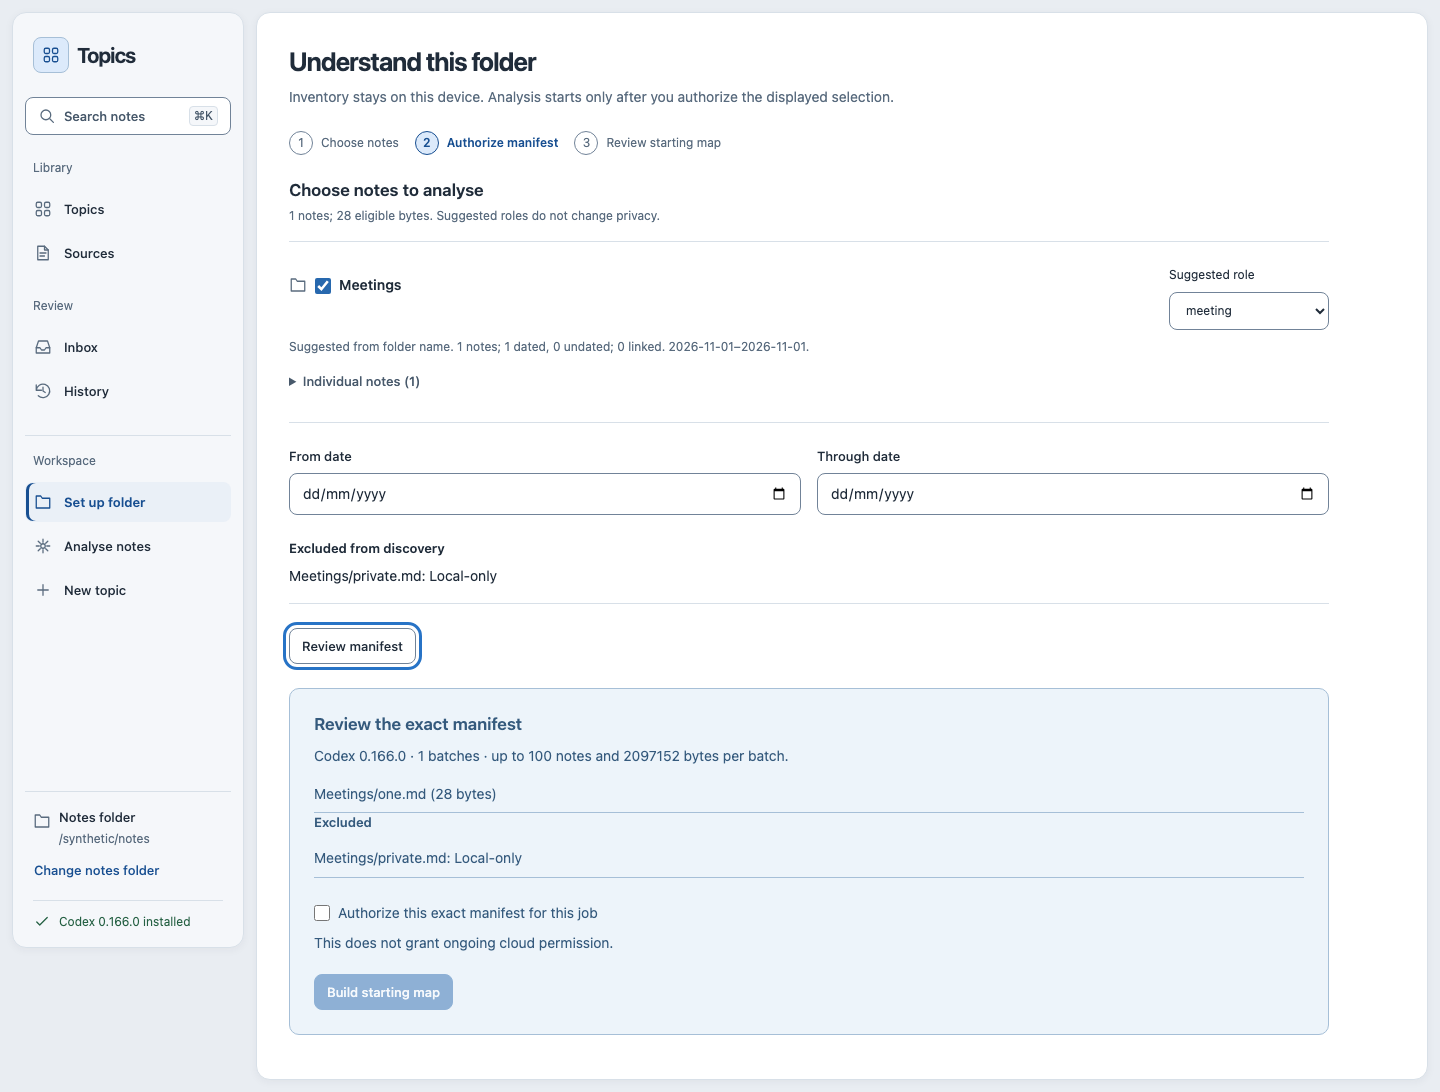 Topics
Search notes ⌘K
Library
Topics
Sources
Review
Inbox
History
Workspace
Set up folder
Analyse notes
New topic
Notes folder
/synthetic/notes
Change notes folder
Codex 0.166.0 installed
Understand this folder
Inventory stays on this device. Analysis starts only after you authorize the displayed selection.
1 Choose notes 2 Authorize manifest 3 Review starting map
Choose notes to analyse
1 notes; 28 eligible bytes. Suggested roles do not change privacy.
Meetings
Suggested role
meeting
Suggested from folder name. 1 notes; 1 dated, 0 undated; 0 linked. 2026-11-01–2026-11-01.
Individual notes (1)
From date
dd/mm/yyyy
Through date
dd/mm/yyyy
Excluded from discovery
Meetings/private.md: Local-only
Review manifest
Review the exact manifest
Codex 0.166.0 · 1 batches · up to 100 notes and 2097152 bytes per batch.
Meetings/one.md (28 bytes)
Excluded
Meetings/private.md: Local-only
Authorize this exact manifest for this job
This does not grant ongoing cloud permission.
Build starting map